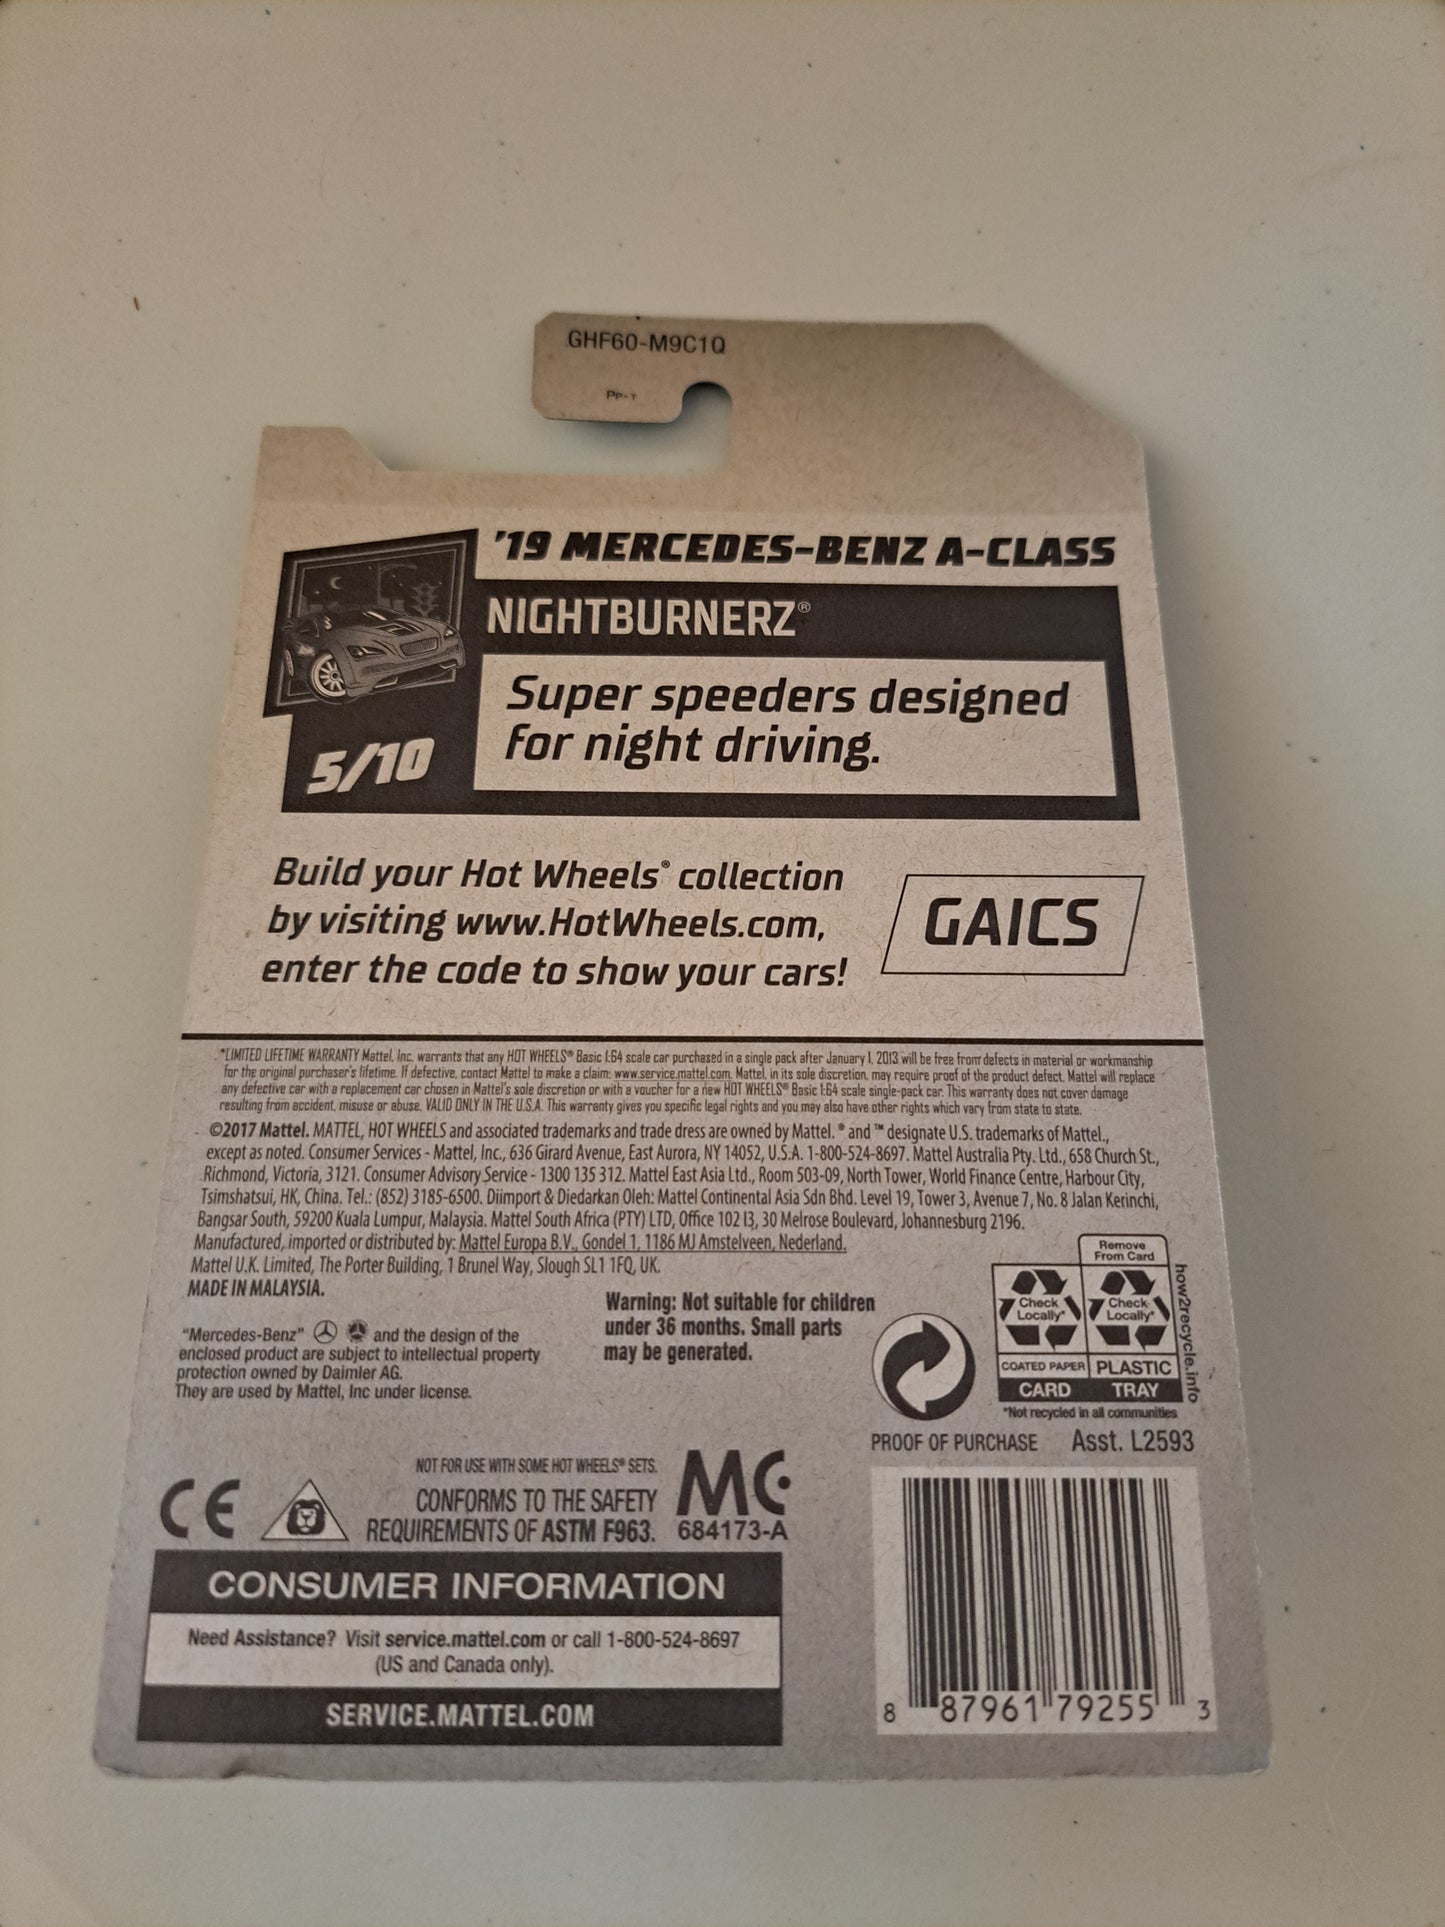 GHF60-M9C1Q
'19 MERCEDES-BENZ A-CLASS
NIGHTBURNERZ®
Super speeders designed
for night driving.
5/10
Build your Hot Wheels® collection
by visiting www.HotWheels.com,
enter the code to show your cars!
GAICS
*LIMITED LIFETIME WARRANTY Mattel, Inc. warrants that any HOT WHEELS® Basic 1:64 scale car purchased in a single pack after January 1, 2013 will be free from defects in material or workmanship
for the original purchaser's lifetime. If defective, contact Mattel to make a claim: www.service.mattel.com. Mattel, in its sole discretion, may require proof of the product defect. Mattel will replace
any defective car with a replacement car chosen in Mattel's sole discretion or with a voucher for a new HOT WHEELS® Basic 1:64 scale single-pack car. This warranty does not cover damage
resulting from accident, misuse or abuse. VALID ONLY IN THE U.S.A. This warranty gives you specific legal rights and you may also have other rights which vary from state to state.
©2017 Mattel. MATTEL, HOT WHEELS and associated trademarks and trade dress are owned by Mattel. ® and ™ designate U.S. trademarks of Mattel.,
except as noted. Consumer Services - Mattel, Inc., 636 Girard Avenue, East Aurora, NY 14052, U.S.A. 1-800-524-8697. Mattel Australia Pty. Ltd., 658 Church St.,
Richmond, Victoria, 3121. Consumer Advisory Service - 1300 135 312. Mattel East Asia Ltd., Room 503-09, North Tower, World Finance Centre, Harbour City,
Tsimshatsui, HK, China. Tel.: (852) 3185-6500. Diimport & Diedarkan Oleh: Mattel Continental Asia Sdn Bhd. Level 19, Tower 3, Avenue 7, No. 8 Jalan Kerinchi,
Bangsar South, 59200 Kuala Lumpur, Malaysia. Mattel South Africa (PTY) LTD, Office 102 I3, 30 Melrose Boulevard, Johannesburg 2196.
Manufactured, imported or distributed by: Mattel Europa B.V., Gondel 1, 1186 MJ Amstelveen, Nederland.
Mattel U.K. Limited, The Porter Building, 1 Brunel Way, Slough SL1 1FQ, UK.
MADE IN MALAYSIA.
"Mercedes-Benz" and the design of the
enclosed product are subject to intellectual property
protection owned by Daimler AG.
They are used by Mattel, Inc under license.
Warning: Not suitable for children
under 36 months. Small parts
may be generated.
Remove
From Card
Check
Locally*
Check
Locally*
COATED PAPER
PLASTIC
CARD
TRAY
how2recycle.info
*Not recycled in all communities
PROOF OF PURCHASE
Asst. L2593
NOT FOR USE WITH SOME HOT WHEELS® SETS.
CE
CONFORMS TO THE SAFETY
REQUIREMENTS OF ASTM F963.
MC
684173-A
CONSUMER INFORMATION
Need Assistance? Visit service.mattel.com or call 1-800-524-8697
(US and Canada only).
SERVICE.MATTEL.COM
8 87961 79255 3